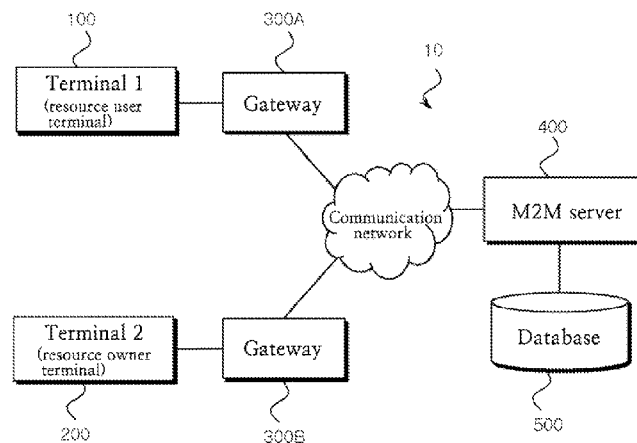 100
300A
10
Terminal 1
(resource user
terminal)
Gateway
400
Communication
network
M2M server
Terminal 2
(resource owner
terminal)
Gateway
Database
200
300B
500